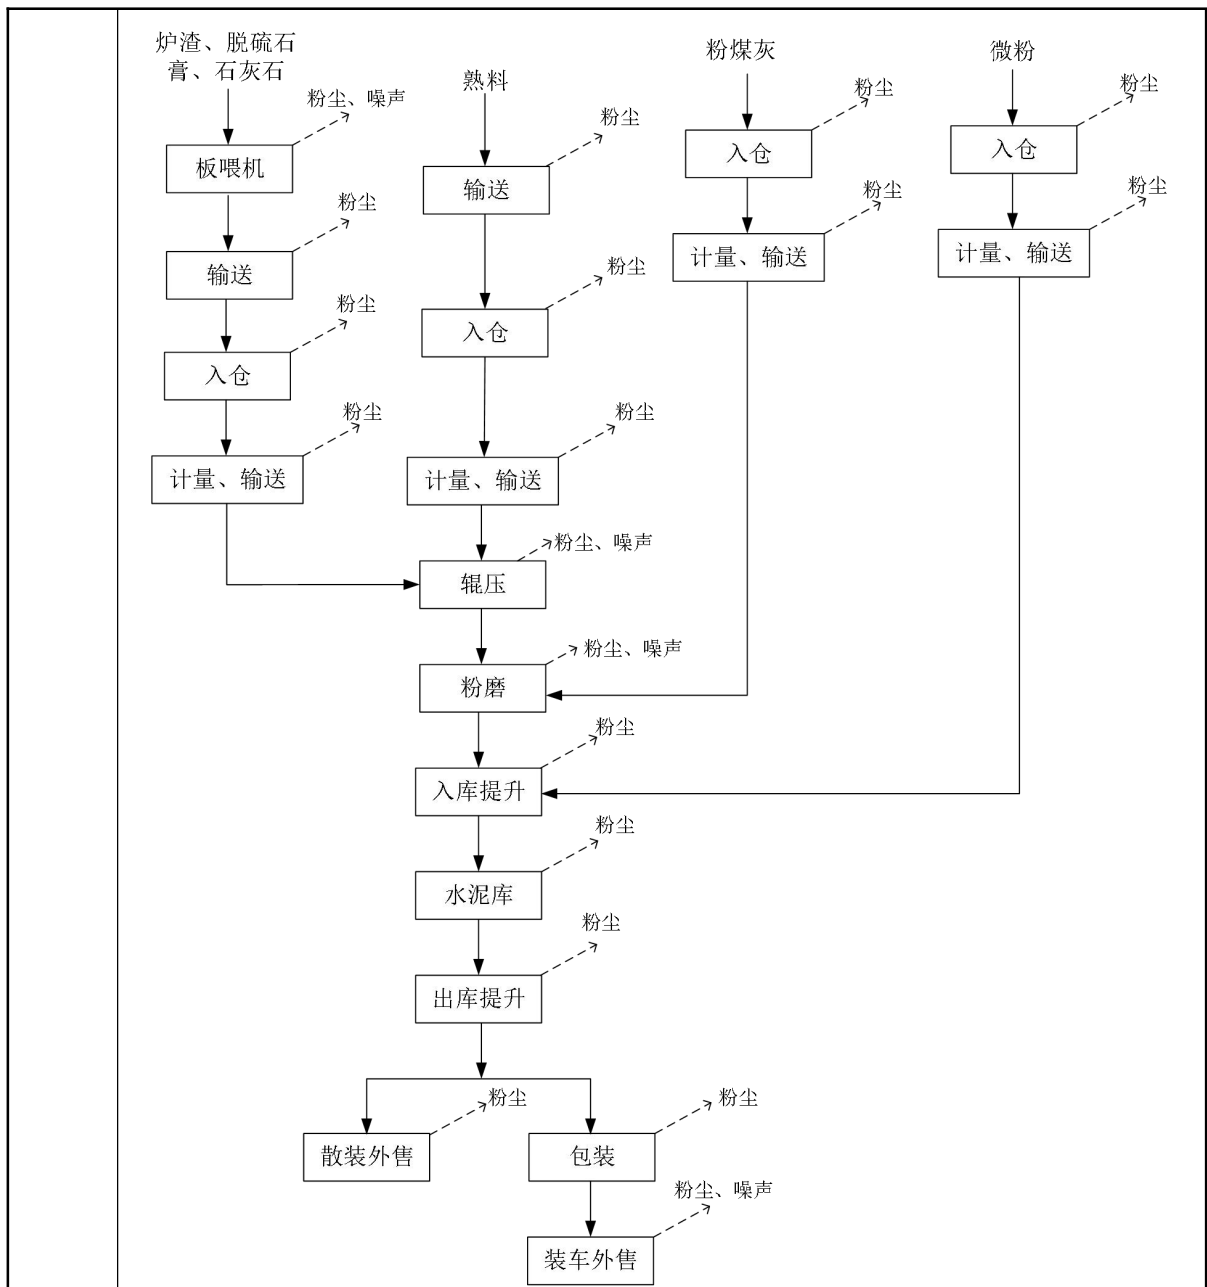 炉渣、脱硫石
膏、石灰石
粉尘、噪声
板喂机
粉尘
输送
粉尘
入仓
粉尘
计量、输送
熟料
粉尘
输送
粉尘
入仓
粉尘
计量、输送
粉煤灰
粉尘
入仓
粉尘
计量、输送
微粉
粉尘
入仓
粉尘
计量、输送
粉尘、噪声
辊压
粉尘、噪声
粉磨
粉尘
入库提升
粉尘
水泥库
粉尘
出库提升
粉尘
散装外售
粉尘
包装
粉尘、噪声
装车外售